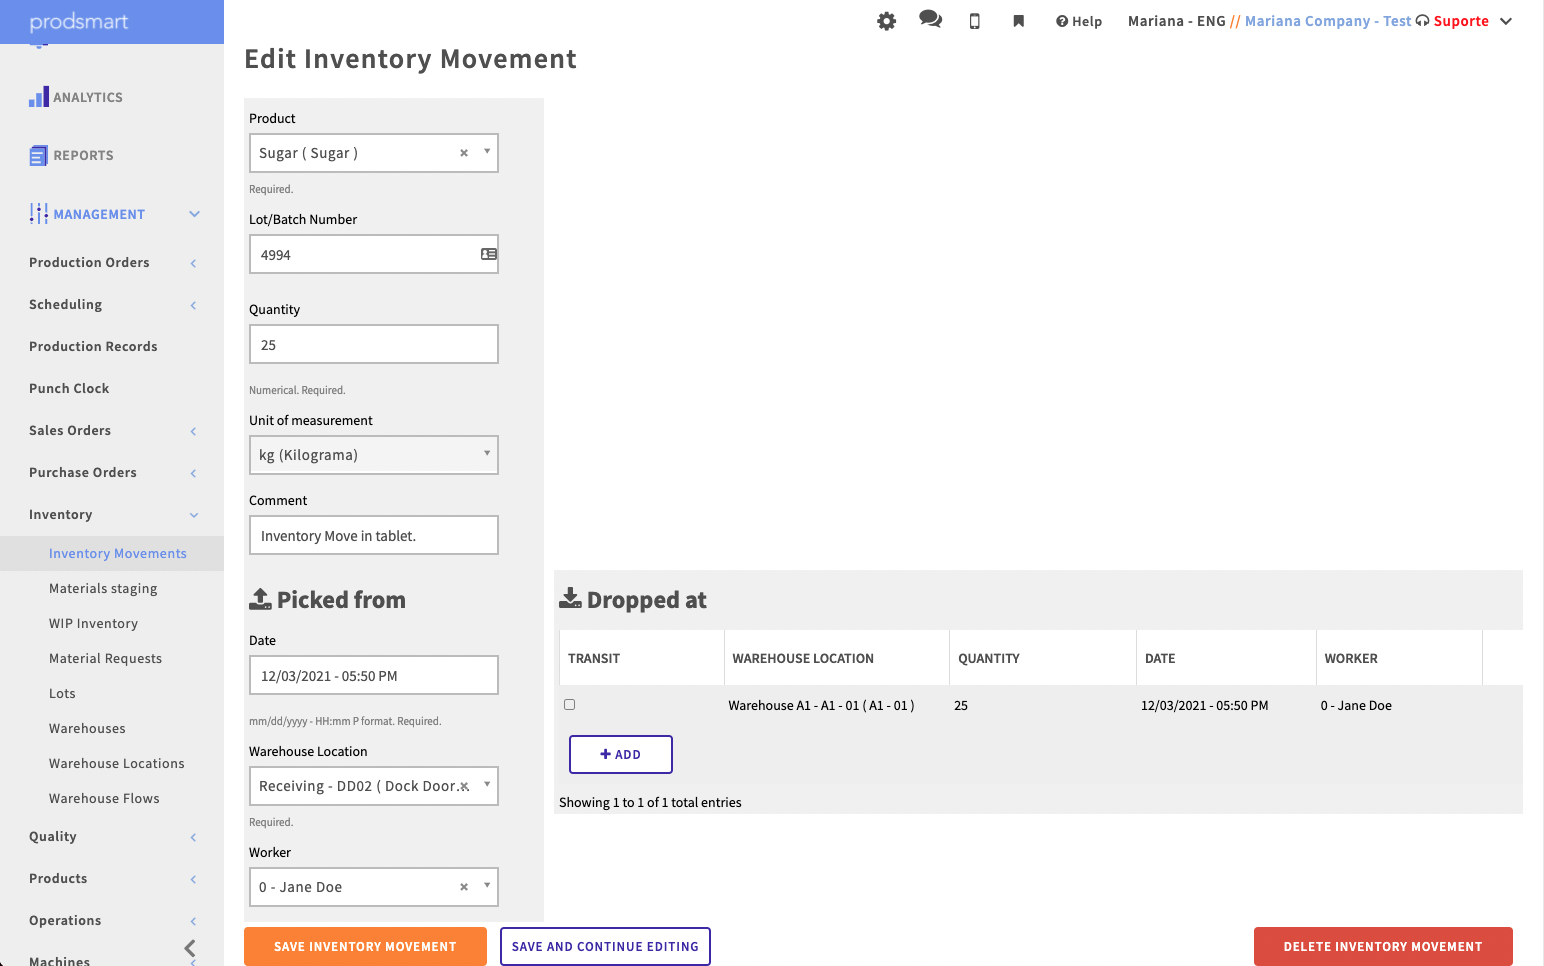 prodsmart
Help
Mariana - ENG // Mariana Company - Test
Suporte
ANALYTICS
REPORTS
MANAGEMENT
Production Orders
Scheduling
Production Records
Punch Clock
Sales Orders
Purchase Orders
Inventory
Inventory Movements
Materials staging
WIP Inventory
Material Requests
Lots
Warehouses
Warehouse Locations
Warehouse Flows
Quality
Products
Operations
Machines
Edit Inventory Movement
Product
Sugar ( Sugar )
Required.
Lot/Batch Number
4994
Quantity
25
Numerical. Required.
Unit of measurement
kg (Kilograma)
Comment
Inventory Move in tablet.
Picked from
Date
12/03/2021 - 05:50 PM
mm/dd/yyyy - HH:mm P format. Required.
Warehouse Location
Receiving - DD02 ( Dock Door...
Required.
Worker
0 - Jane Doe
Dropped at
TRANSIT WAREHOUSE LOCATION QUANTITY DATE WORKER
Warehouse A1 - A1 - 01 ( A1 - 01 ) 25 12/03/2021 - 05:50 PM 0 - Jane Doe
+ ADD
Showing 1 to 1 of 1 total entries
SAVE INVENTORY MOVEMENT
SAVE AND CONTINUE EDITING
DELETE INVENTORY MOVEMENT